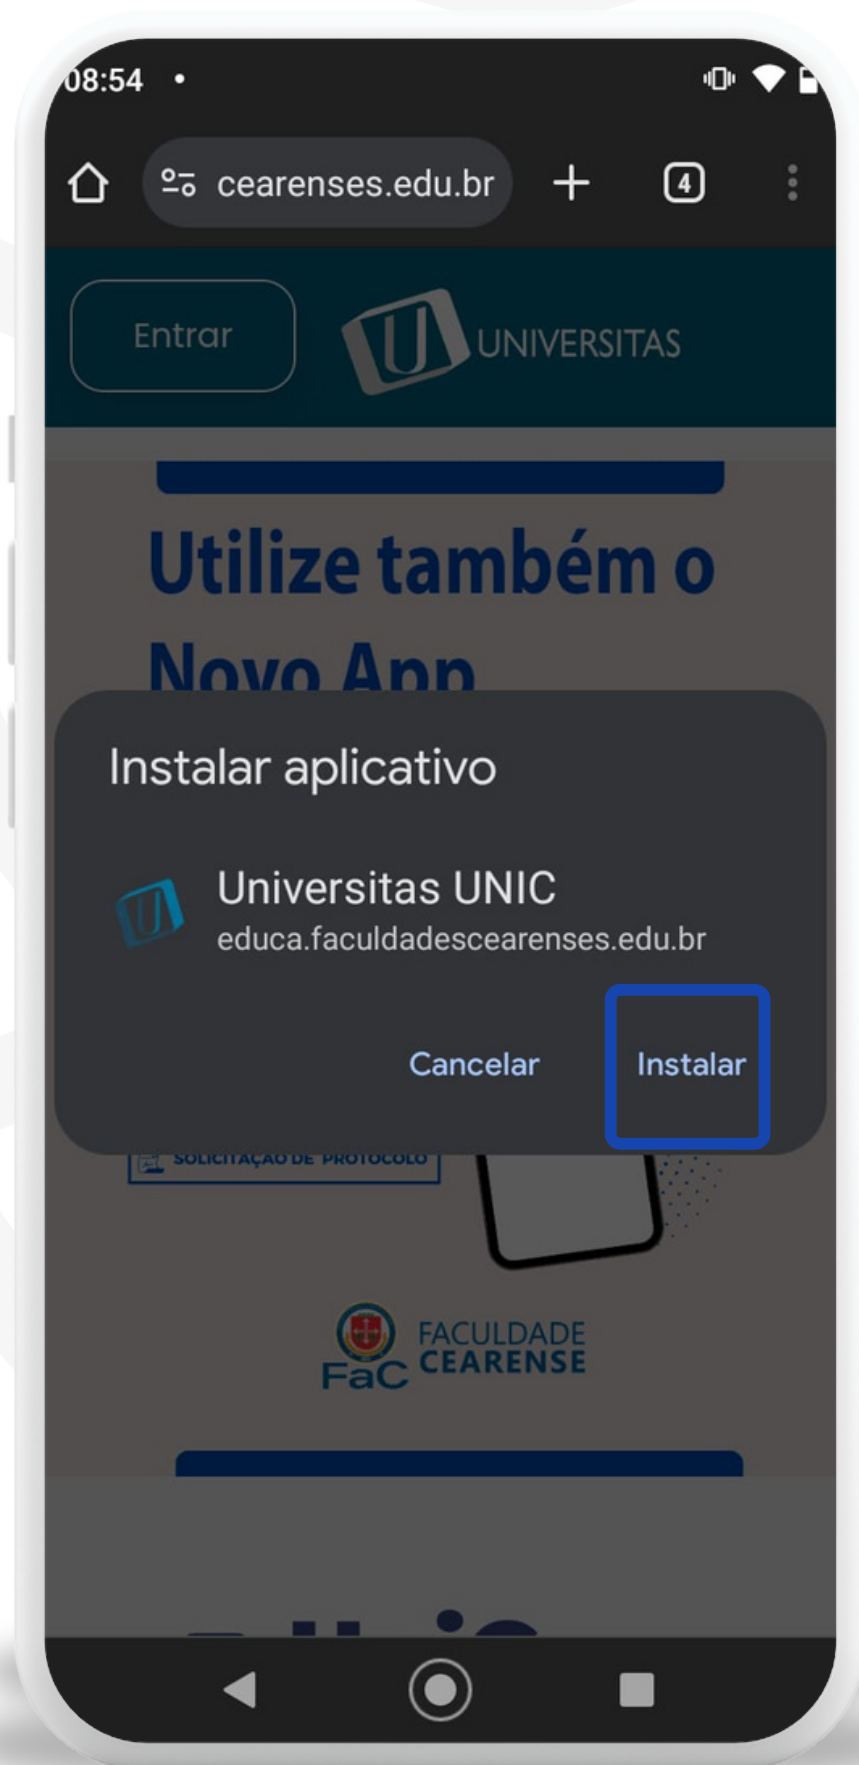 08:54
cearenses.edu.br
4
Entrar
UNIVERSITAS
Utilize também o
Novo App
Instalar aplicativo
Universitas UNIC
educa.faculdadescearenses.edu.br
Cancelar
Instalar
SOLICITAÇÃO DE PROTOCOLO
FACULDADE
FaC CEARENSE